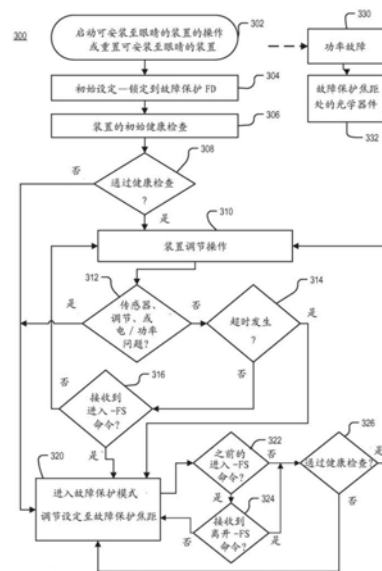 300
启动可安装至眼睛的装置的操作
或重置可安装至眼睛的装置
302
330
功率故障
初始设定—锁定到故障保护 FD
304
故障保护焦距
处的光学器件
332
装置的初始健康检查
306
308
否
通过健康检查
?
是
310
装置调节操作
312
314
是
传感器、
调节、或
电/功率
问题?
否
超时发生
?
是
316
否
接收到
进入-FS
命令?
否
是
320
进入故障保护模式
调节设定至故障保护焦距
322
之前的
进入-FS
命令?
否
是
324
接收到
离开-FS
命令?
否
是
326
通过健康检查?
是
否